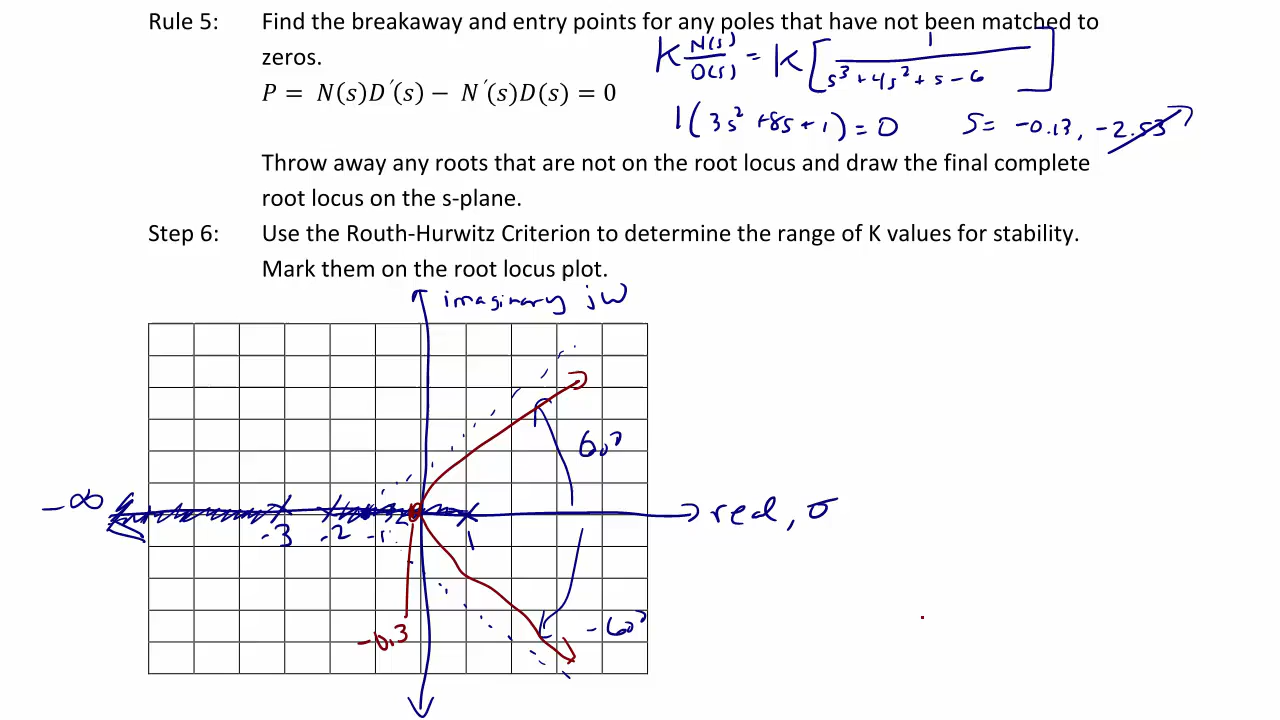 Rule 5: Find the breakaway and entry points for any poles that have not been matched to
zeros.
K N(s)/D(s) = K [ 1 / s³ + 4s² + s - 6 ]
P = N(s)D′(s) − N′(s)D(s) = 0
1(3s² + 8s + 1) = 0 s = -0.13, -2.53
Throw away any roots that are not on the root locus and draw the final complete
root locus on the s-plane.
Step 6: Use the Routh-Hurwitz Criterion to determine the range of K values for stability.
Mark them on the root locus plot.
imaginary jω
60°
-∞
real, σ
-3 -2 -1 1
-60°
-0.3